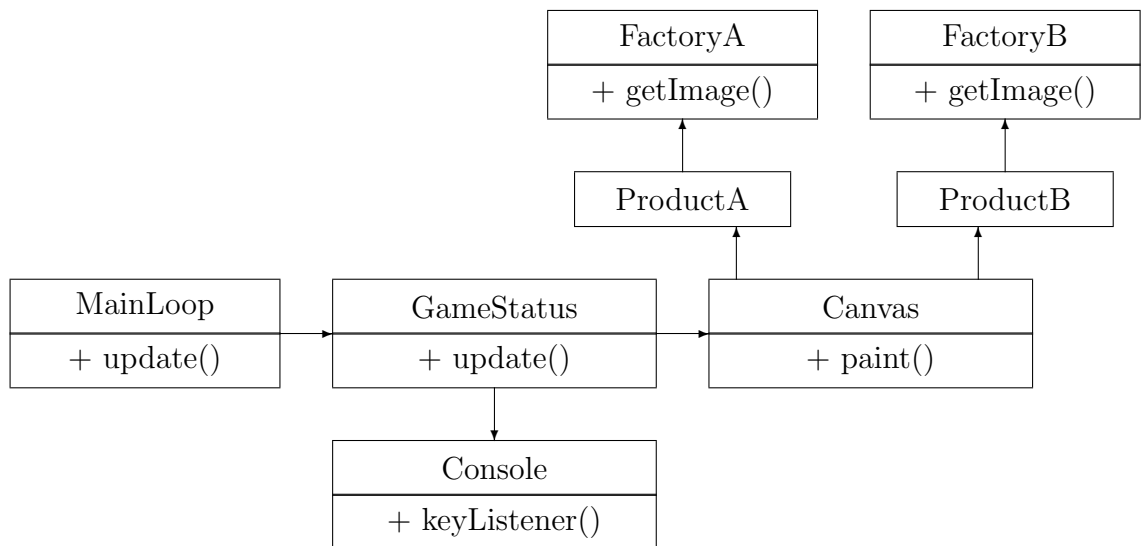 FactoryA
+ getImage()
FactoryB
+ getImage()
ProductA
ProductB
MainLoop
+ update()
GameStatus
+ update()
Canvas
+ paint()
Console
+ keyListener()